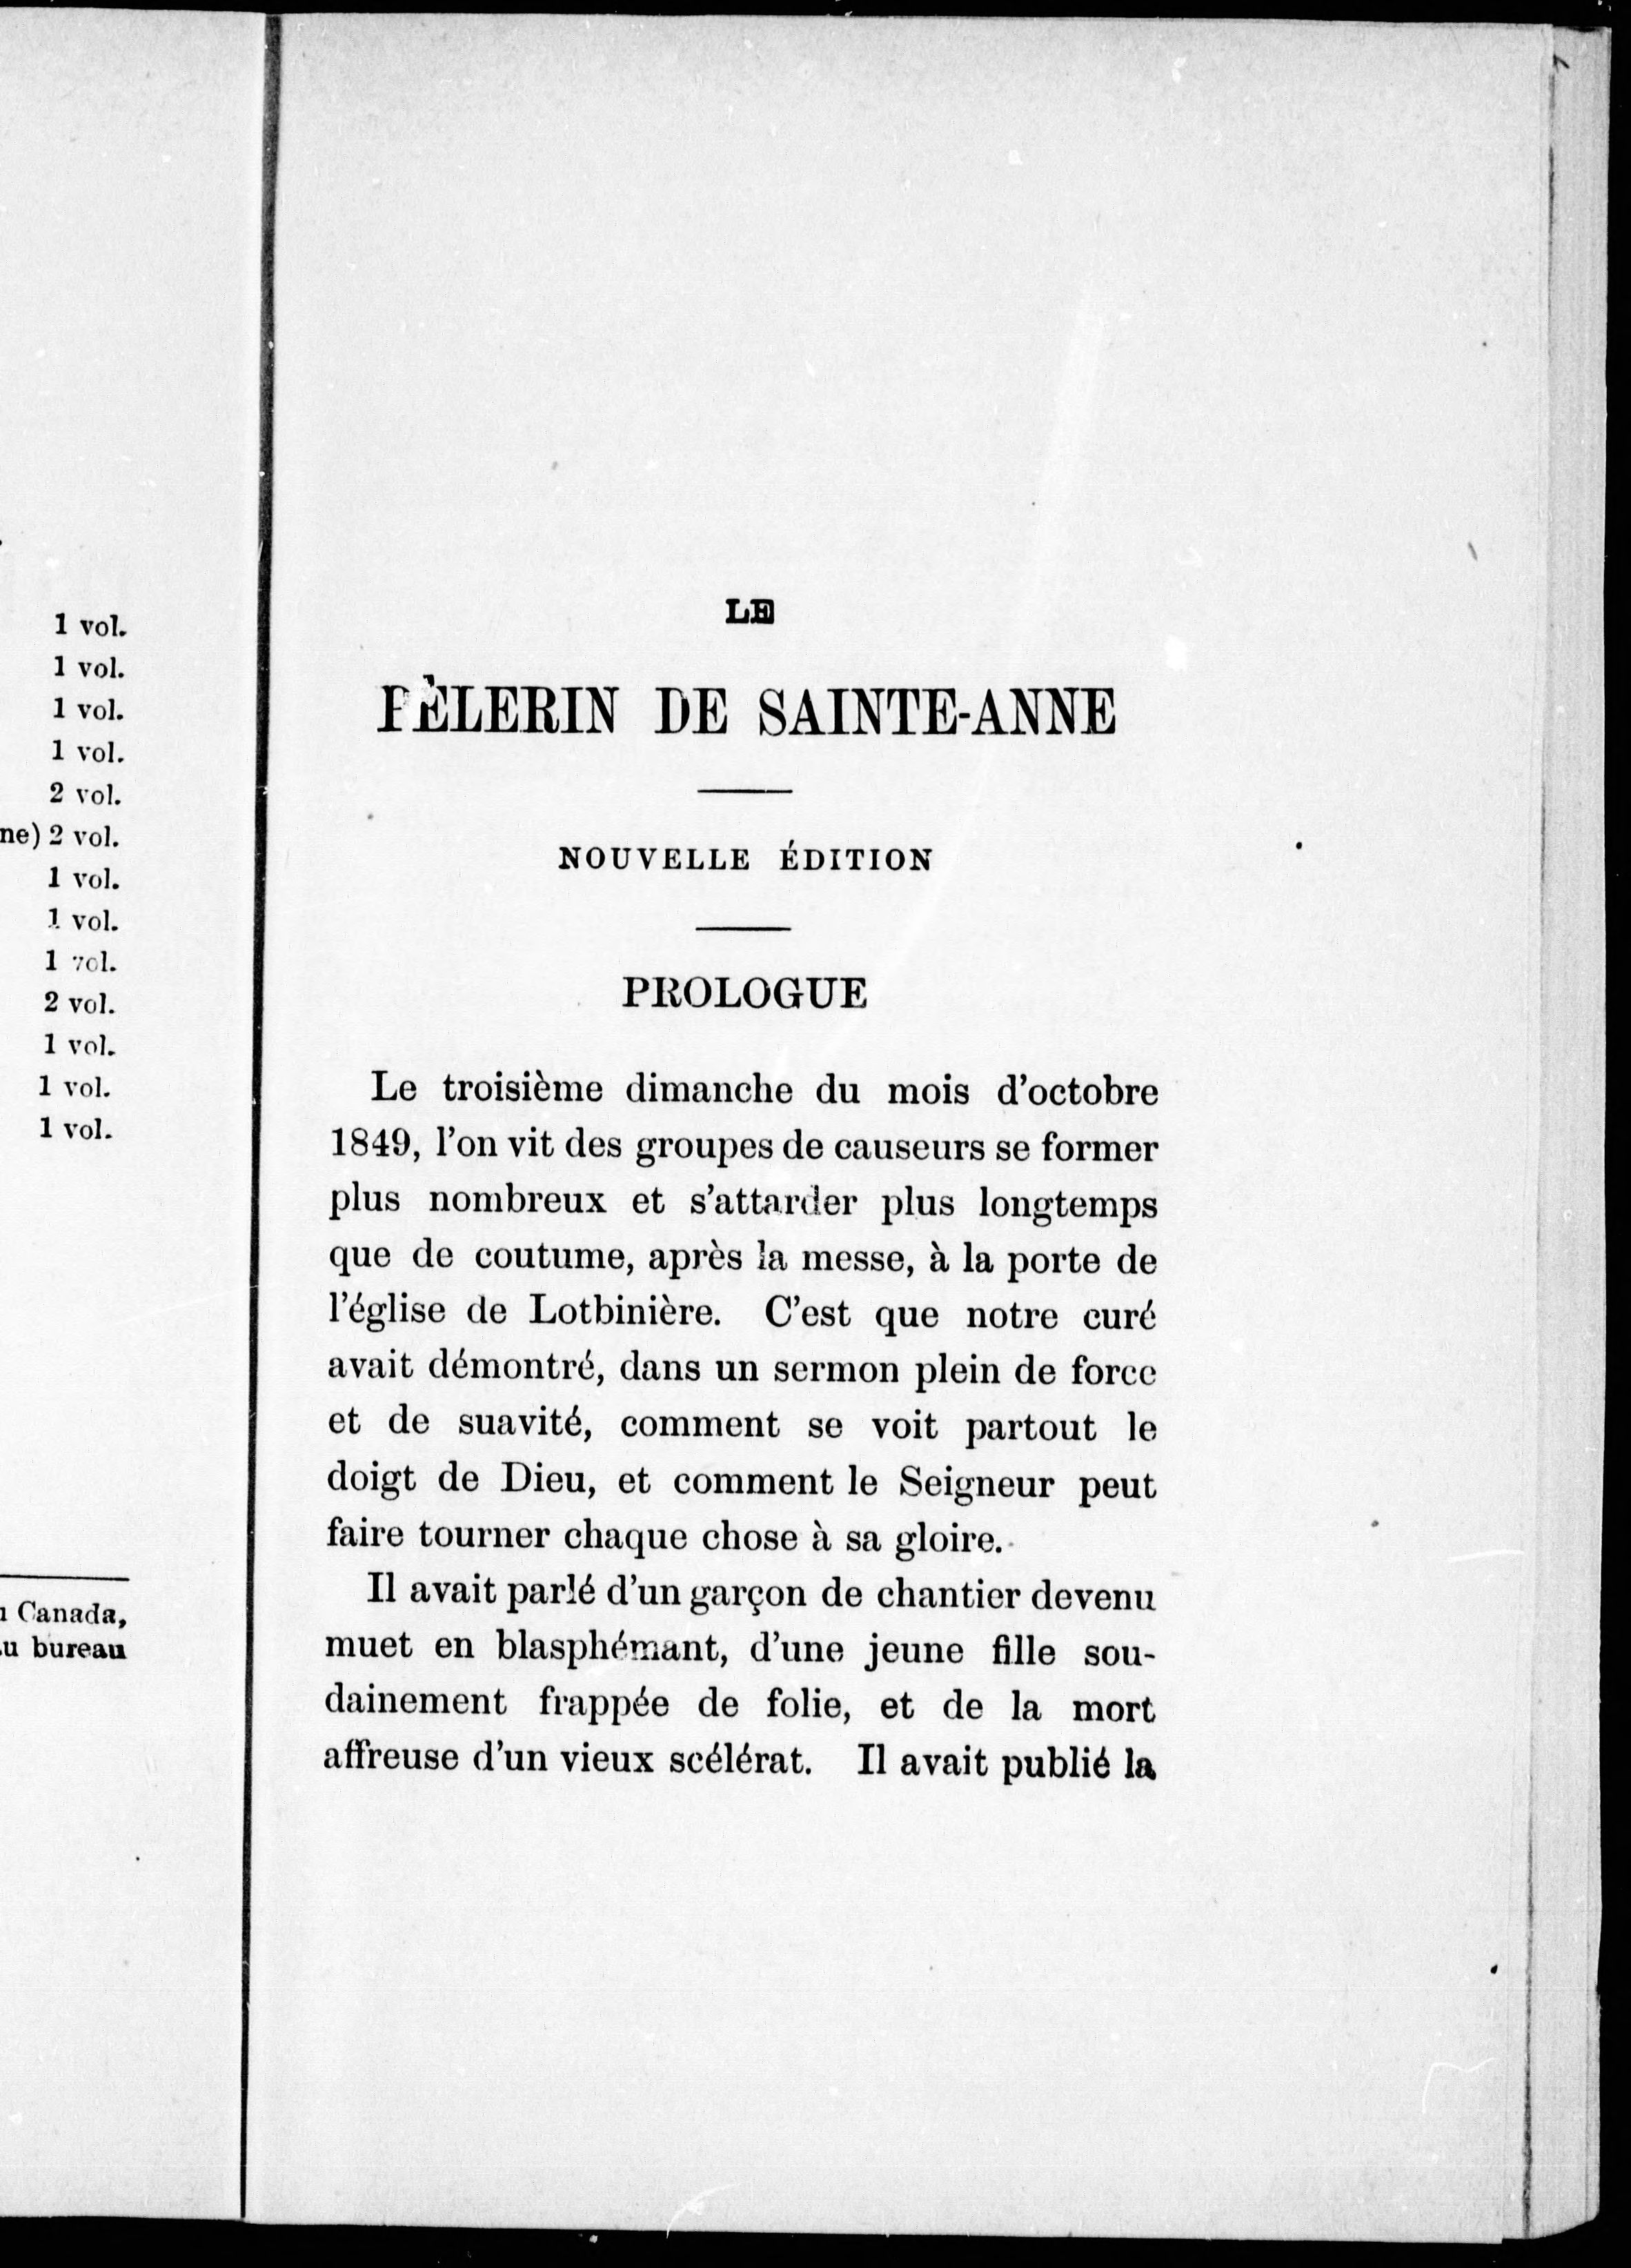 1 vol.
1 vol.
1 vol.
1 vol.
2 vol.
ne) 2 vol.
1 vol.
1 vol.
1 vol.
2 vol.
1 vol.
1 vol.
1 vol.
Canada,
u bureau
LE
PÈLERIN DE SAINTE-ANNE
NOUVELLE ÉDITION
PROLOGUE
Le troisième dimanche du mois d'octobre
1849, l'on vit des groupes de causeurs se former
plus nombreux et s'attarder plus longtemps
que de coutume, après la messe, à la porte de
l'église de Lotbinière. C'est que notre curé
avait démontré, dans un sermon plein de force
et de suavité, comment se voit partout le
doigt de Dieu, et comment le Seigneur peut
faire tourner chaque chose à sa gloire.
Il avait parlé d'un garçon de chantier devenu
muet en blasphémant, d'une jeune fille sou-
dainement frappée de folie, et de la mort
affreuse d'un vieux scélérat. Il avait publié la